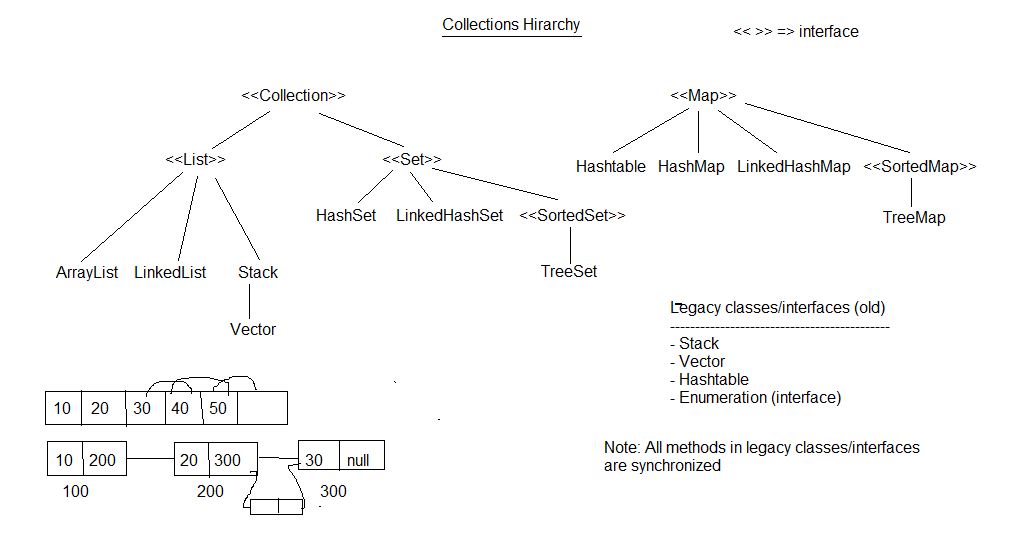 Collections Hirarchy
<< >> => interface
<<Collection>>
<<Map>>
<<List>>
<<Set>>
Hashtable
HashMap
LinkedHashMap
<<SortedMap>>
HashSet
LinkedHashSet
<<SortedSet>>
TreeMap
ArrayList
LinkedList
Stack
TreeSet
Vector
Legacy classes/interfaces (old)
--------------------------------------------
- Stack
- Vector
- Hashtable
- Enumeration (interface)
10 20 30 40 50
10 200
20 300
30 null
100
200
300
Note: All methods in legacy classes/interfaces
are synchronized